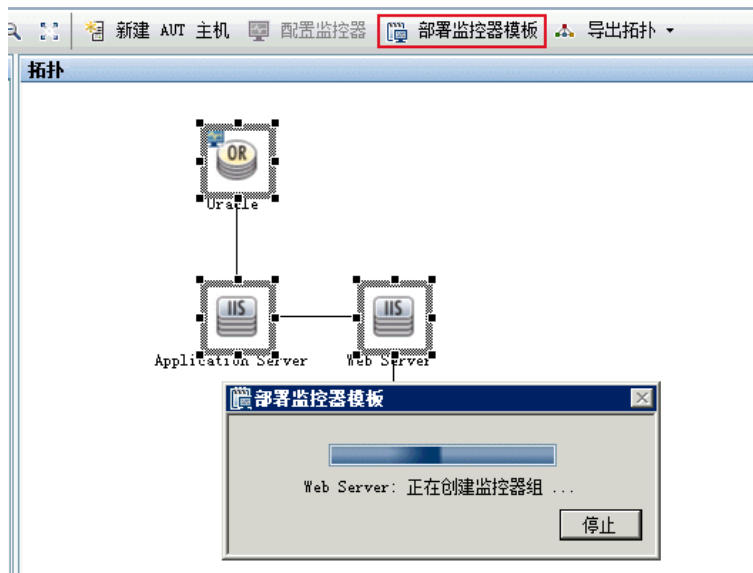 新建 AUT 主机 配置监控器 部署监控器模板 导出拓扑
拓扑
OR
Oracle
IIS IIS
Application Server Web Server
部署监控器模板
Web Server: 正在创建监控器组 ...
停止